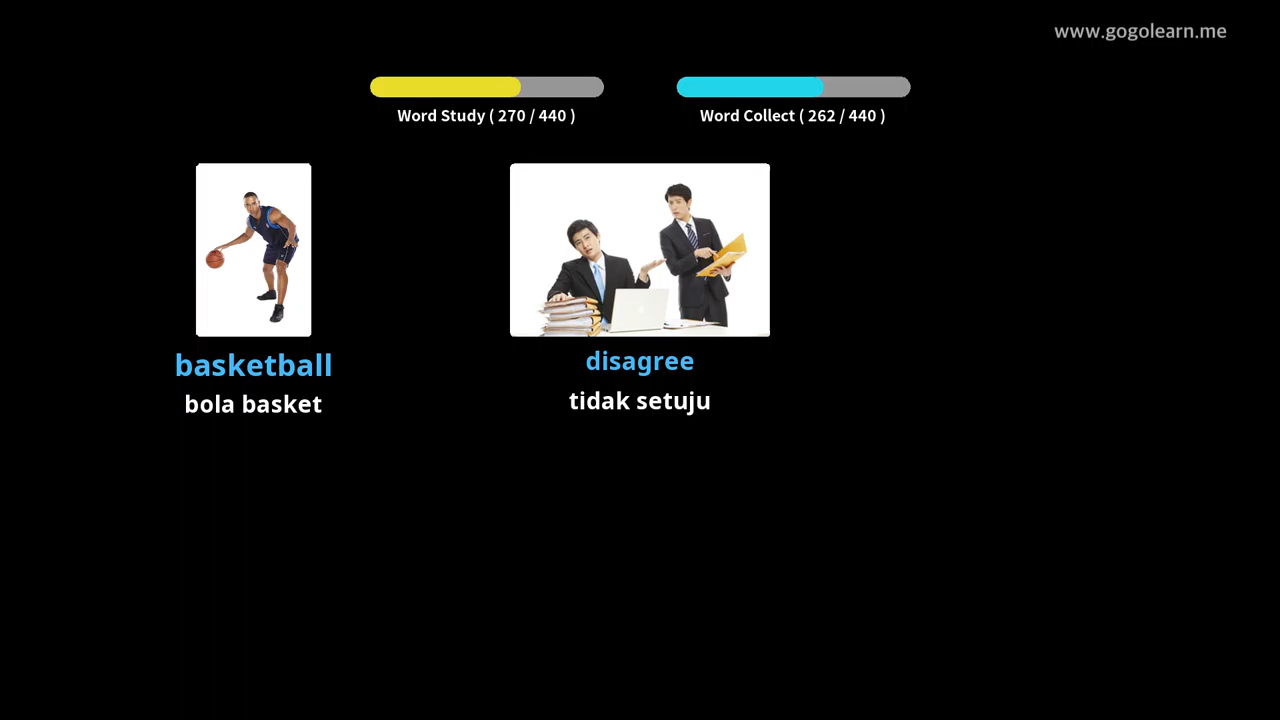 www.gogolearn.me
Word Study ( 270 / 440 )
Word Collect ( 262 / 440 )
basketball
bola basket
disagree
tidak setuju